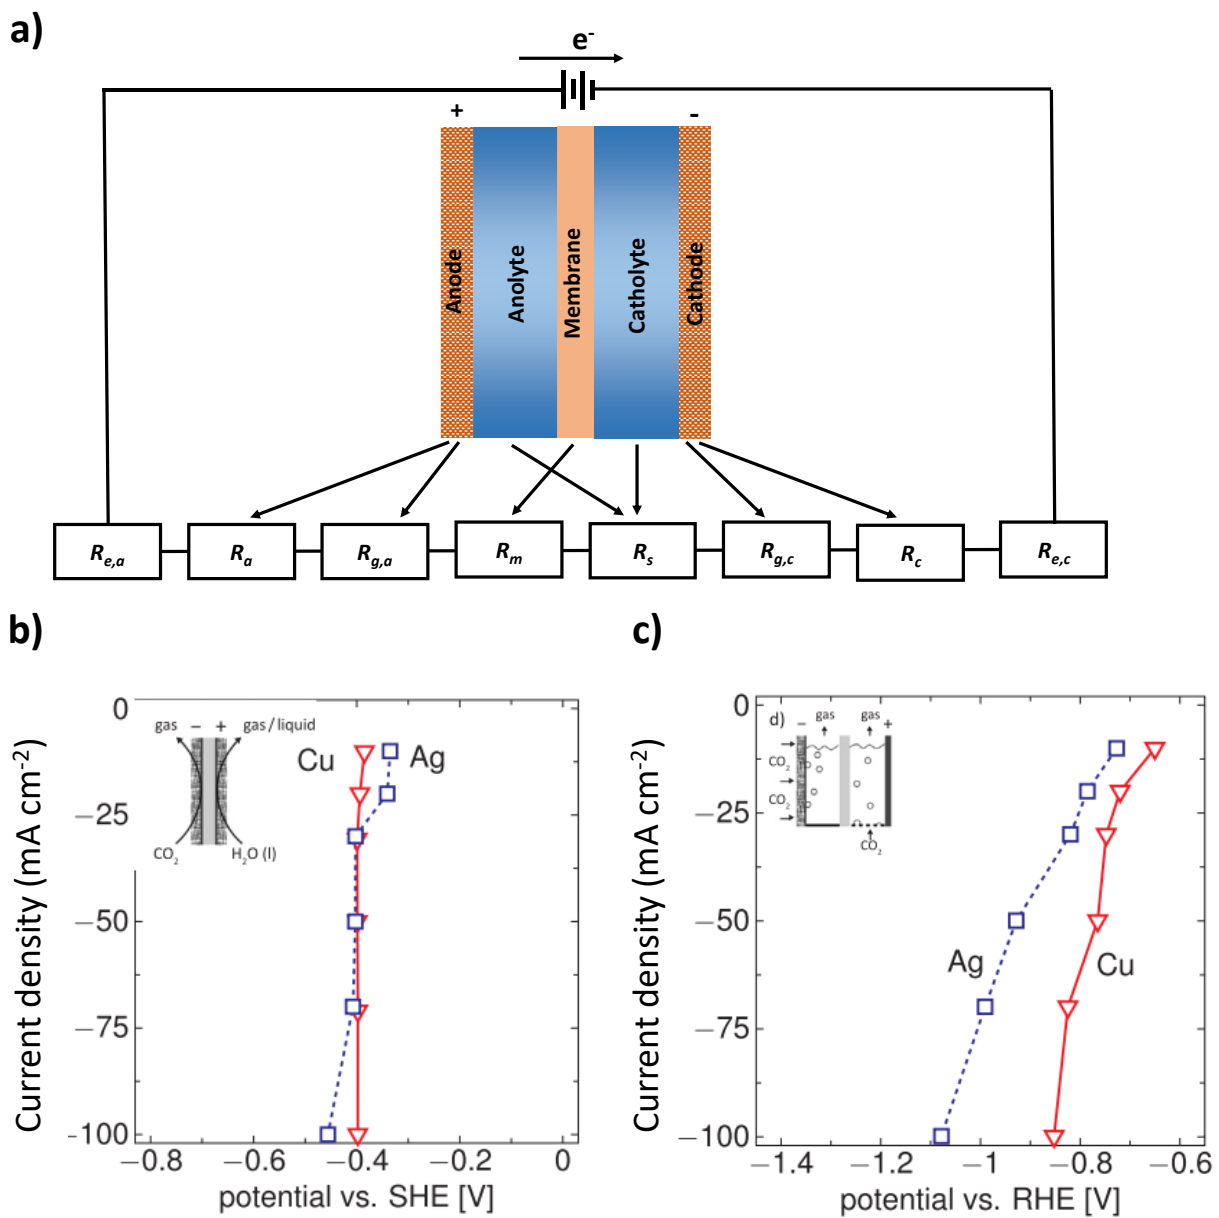 a)
e-
+
-
Anode
Anolyte
Membrane
Catholyte
Cathode
Re,a
Ra
Rg,a
Rm
Rs
Rg,c
Rc
Re,c
b)
Current density (mA cm-2)
0
−25
−50
−75
-100
gas − + gas / liquid
CO2 H2O (l)
Cu
Ag
−0.8 −0.6 −0.4 −0.2 0
potential vs. SHE [V]
c)
Current density (mA cm-2)
0
−25
−50
−75
−100
d)
gas gas
− +
CO2
CO2
CO2
Ag
Cu
−1.4 −1.2 −1 −0.8 −0.6
potential vs. RHE [V]